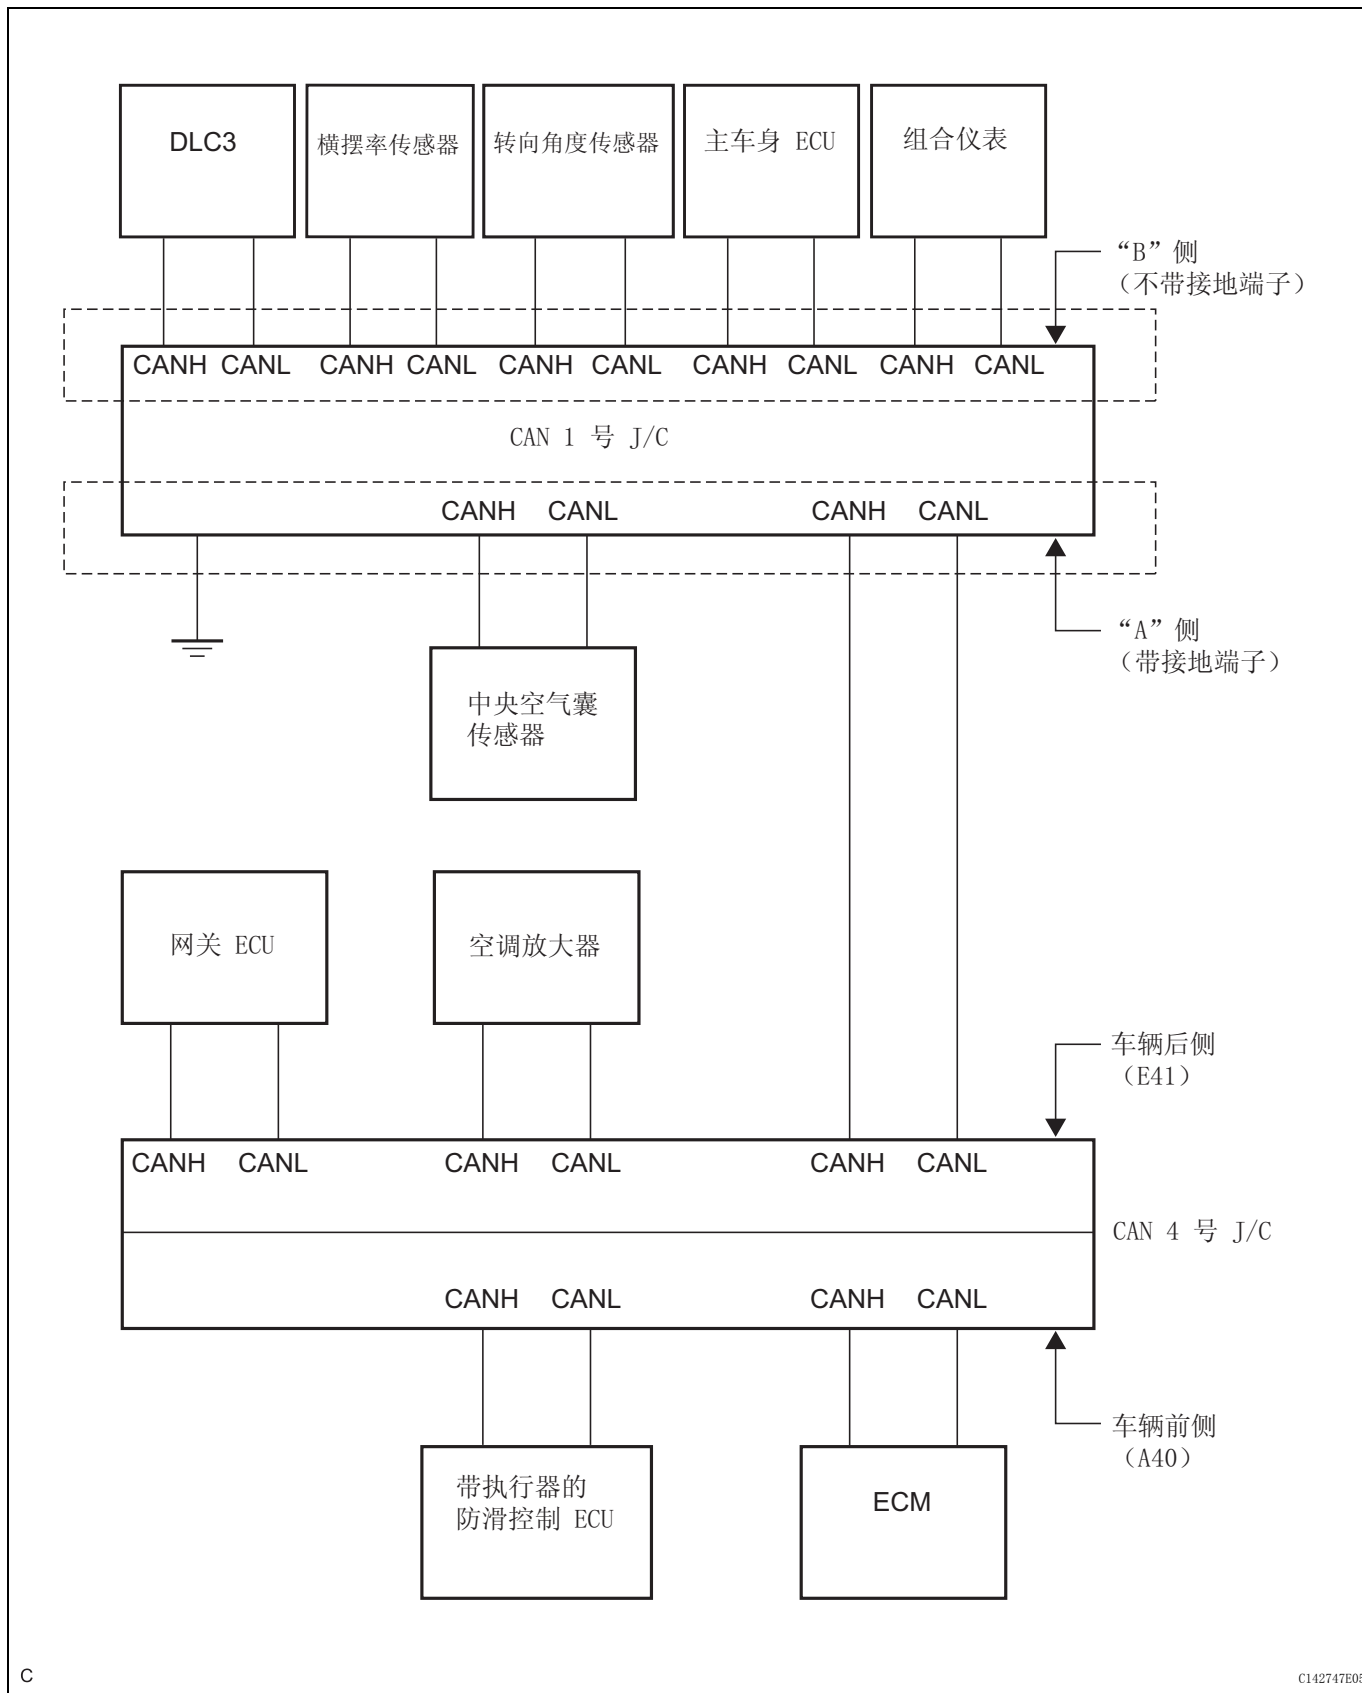 DLC3
横摆率传感器
转向角度传感器
主车身 ECU
组合仪表
“B”侧
（不带接地端子）
CANH CANL CANH CANL CANH CANL CANH CANL CANH CANL
CAN 1 号 J/C
CANH CANL CANH CANL
“A”侧
（带接地端子）
中央空气囊
传感器
网关 ECU
空调放大器
车辆后侧
（E41）
CANH CANL CANH CANL CANH CANL
CAN 4 号 J/C
CANH CANL CANH CANL
车辆前侧
（A40）
带执行器的
防滑控制 ECU
ECM
C
C142747E05